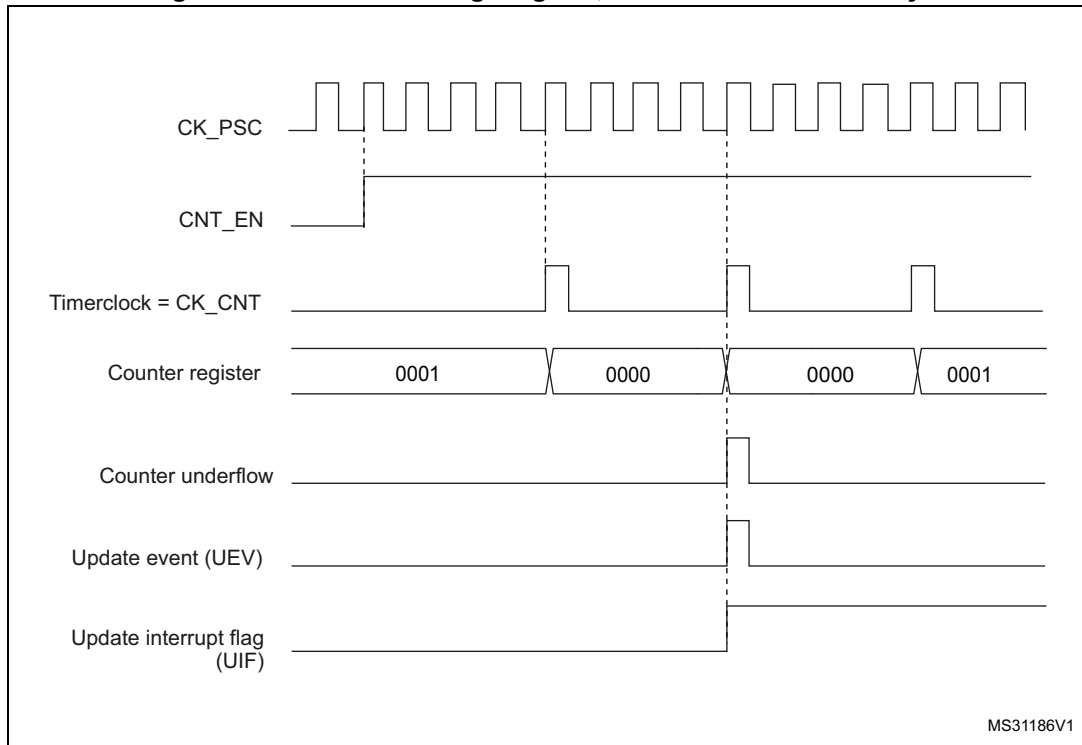 CK_PSC
CNT_EN
Timerclock = CK_CNT
Counter register 0001 0000 0000 0001
Counter underflow
Update event (UEV)
Update interrupt flag
(UIF)
MS31186V1